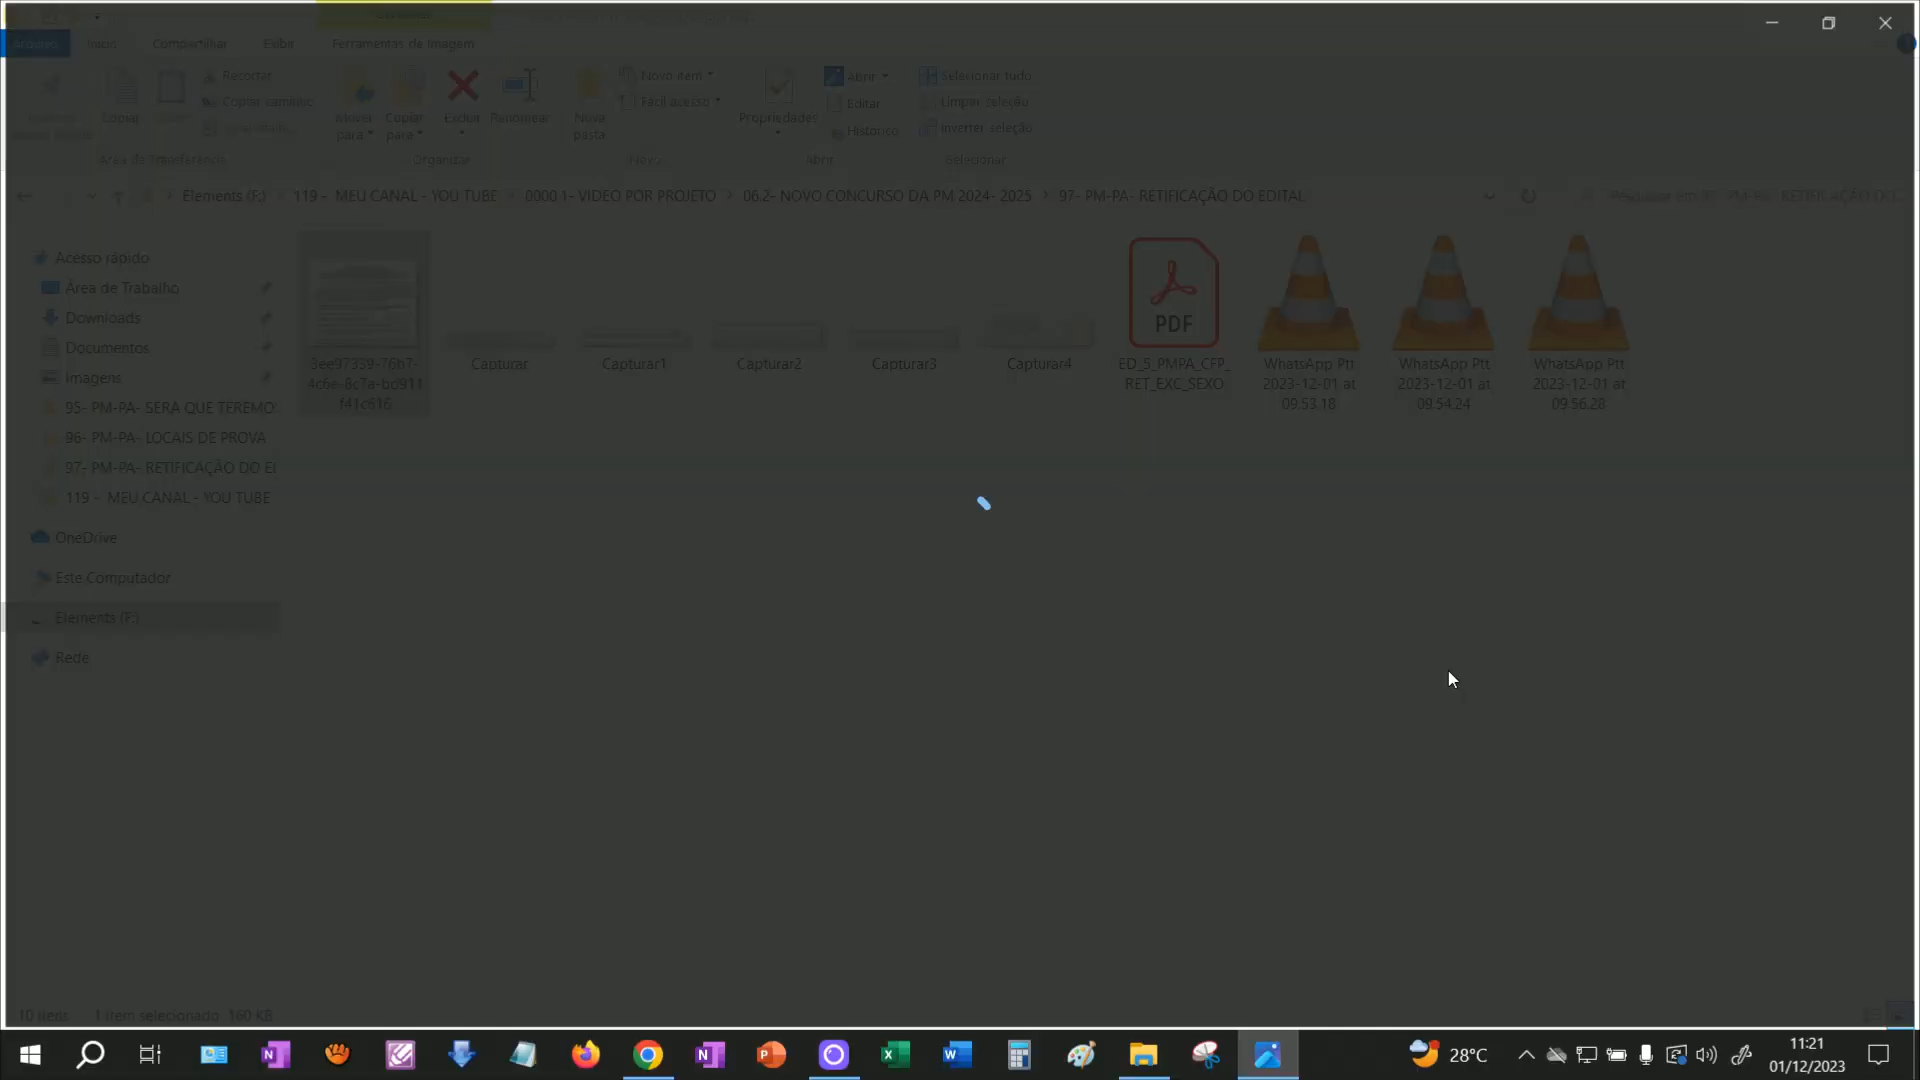 Arquivo
Início
Compartilhar
Exibir
Ferramentas de Imagem
Copiar
Recortar
Copiar caminho
Mover
para
Copiar
para
Excluir
Renomear
Nova
pasta
Novo item
Fácil acesso
Propriedades
Abrir
Editar
Histórico
Selecionar tudo
Limpar seleção
Inverter seleção
Área de Transferência
Organizar
Novo
Abrir
Selecionar
Elements (F:) > 119 - MEU CANAL - YOU TUBE > 0000 1- VIDEO POR PROJETO > 06.2- NOVO CONCURSO DA PM 2024- 2025 > 97- PM-PA- RETIFICAÇÃO DO EDITAL
Acesso rápido
Área de Trabalho
Downloads
Documentos
Imagens
95- PM-PA- SERÁ QUE TEREMO
96- PM-PA- LOCAIS DE PROVA
97- PM-PA- RETIFICAÇÃO DO EI
119 - MEU CANAL - YOU TUBE
OneDrive
Este Computador
Elements (F:)
Rede
3ee97359-76b7-
4c6e-8c7a-bd911
f41c616
Capturar
Capturar1
Capturar2
Capturar3
Capturar4
PDF
ED_5_PMPA_CFP_
RET_EXC_SEXO
WhatsApp Ptt
2023-12-01 at
09.53.18
WhatsApp Ptt
2023-12-01 at
09.54.24
WhatsApp Ptt
2023-12-01 at
09.56.28
10 itens
1 item selecionado 160 KB
28°C
11:21
01/12/2023